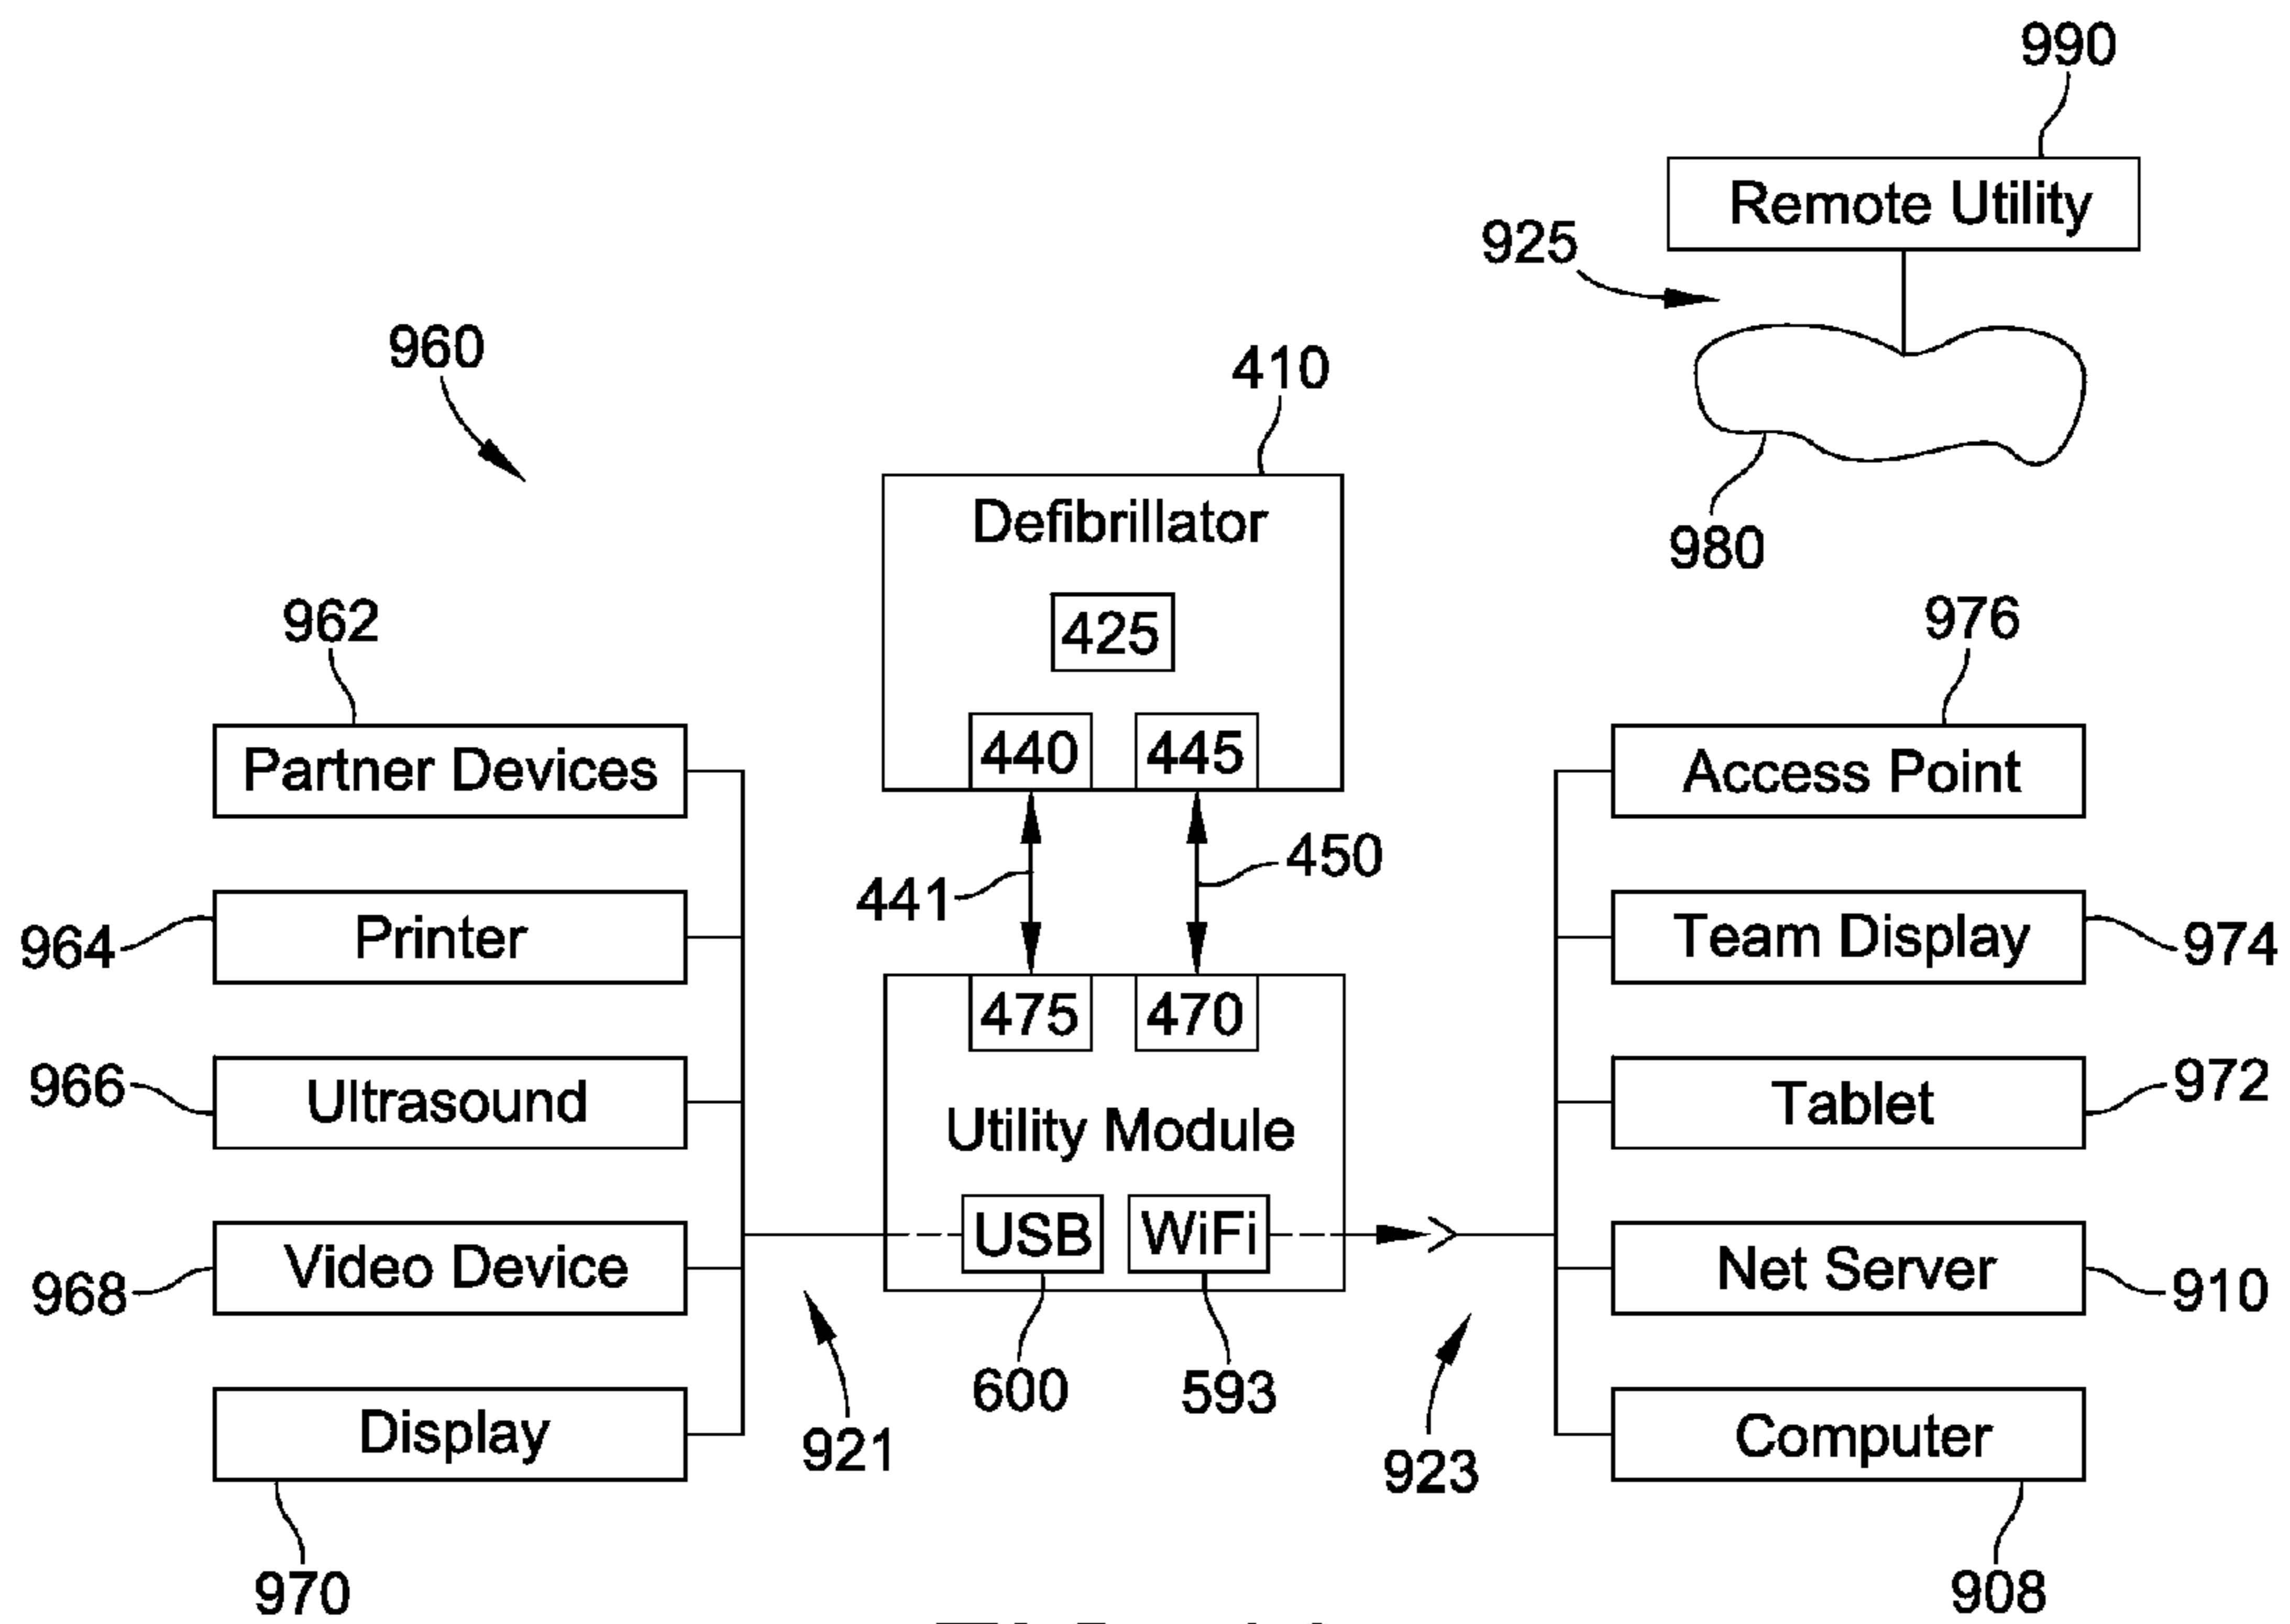 990
Remote Utility
925
960
410
Defibrillator
980
425
962
976
Partner Devices
440
445
Access Point
441
450
964
Printer
Team Display
974
475
470
966
Ultrasound
Utility Module
Tablet
972
968
Video Device
USB
WiFi
Net Server
910
600
593
Display
921
923
Computer
970
908